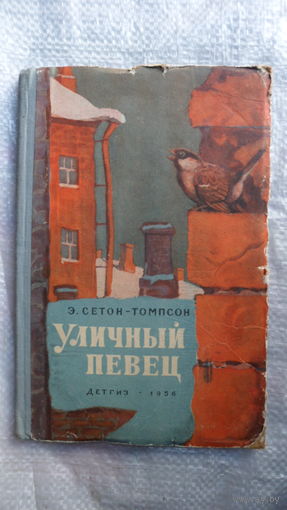 Э. СЕТОН-ТОМПСОН
УЛИЧНЫЙ
ПЕВЕЦ
ДЕТГИЗ - 1956